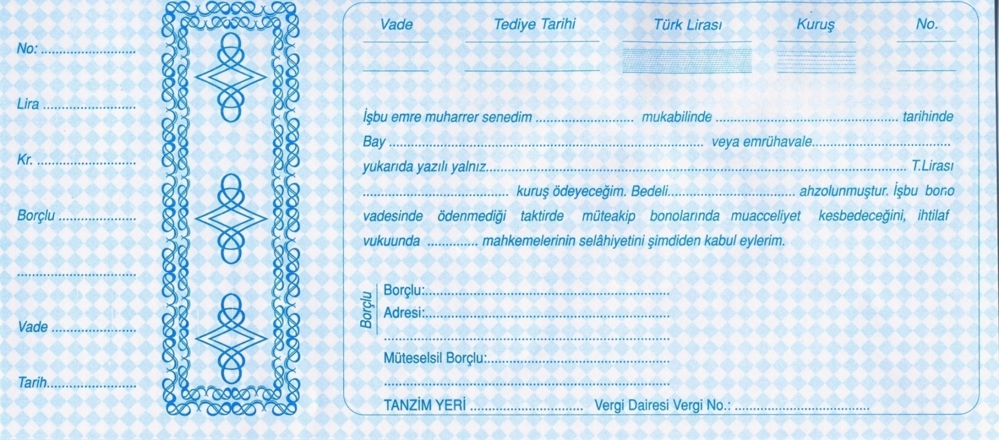 No: ..........................
Lira ..........................
Kr. ...........................
Borçlu .....................
.................................
Vade .......................
Tarih.........................
Vade Tediye Tarihi Türk Lirası Kuruş No.
İşbu emre muharrer senedim ........................... mukabilinde .................................................. tarihinde
Bay ...................................................................................... veya emrühavale......................................
yukarıda yazılı yalnız.................................................................................................................... T.Lirası
........................................ kuruş ödeyeceğim. Bedeli................................... ahzolunmuştur. İşbu bono
vadesinde ödenmediği taktirde müteakip bonolarında muacceliyet kesbedeceğini, ihtilaf
vukuunda .............. mahkemelerinin selâhiyetini şimdiden kabul eylerim.
Borçlu
Borçlu:...................................................................
Adresi:...................................................................
..............................................................................
Müteselsil Borçlu:..................................................
..............................................................................
TANZİM YERİ ............................... Vergi Dairesi Vergi No.: .....................................